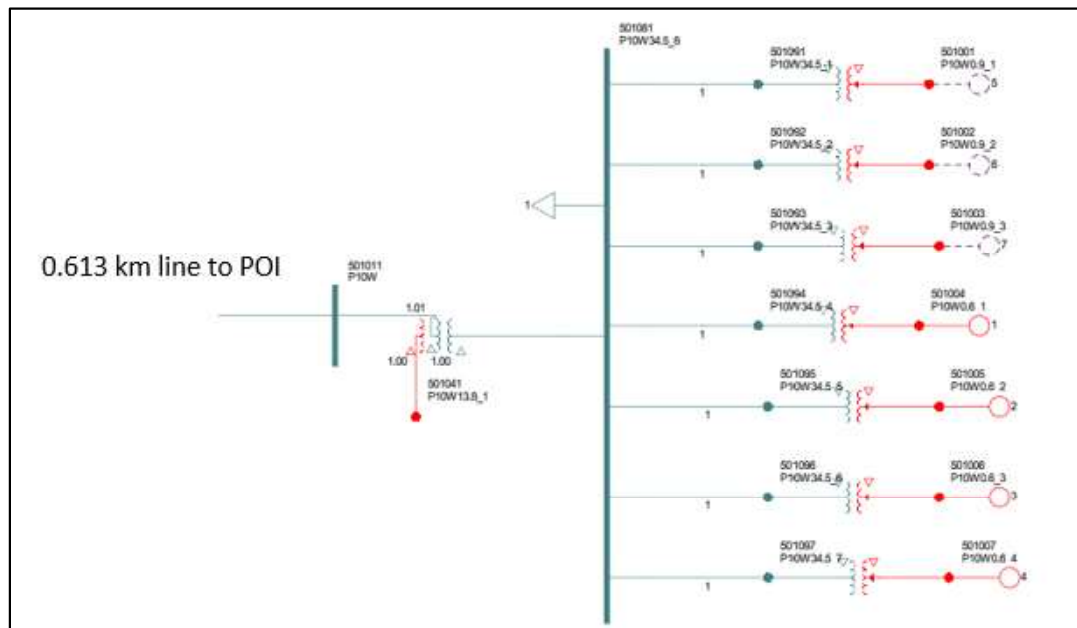 501081
P10W34.5_6
501091
P10W34.5_1
501001
P10W0.9_1
5
1
501092
P10W34.5_2
501002
P10W0.9_2
6
1
1
501093
P10W34.5_3
501003
P10W0.9_3
7
1
0.613 km line to POI
501011
P10W
1.01
1.00
1.00
501041
P10W13.8_1
501094
P10W34.5_4
501004
P10W0.6_1
1
1
501095
P10W34.5_5
501005
P10W0.6_2
2
1
501096
P10W34.5_6
501006
P10W0.6_3
3
1
501097
P10W34.5_7
501007
P10W0.6_4
4
1